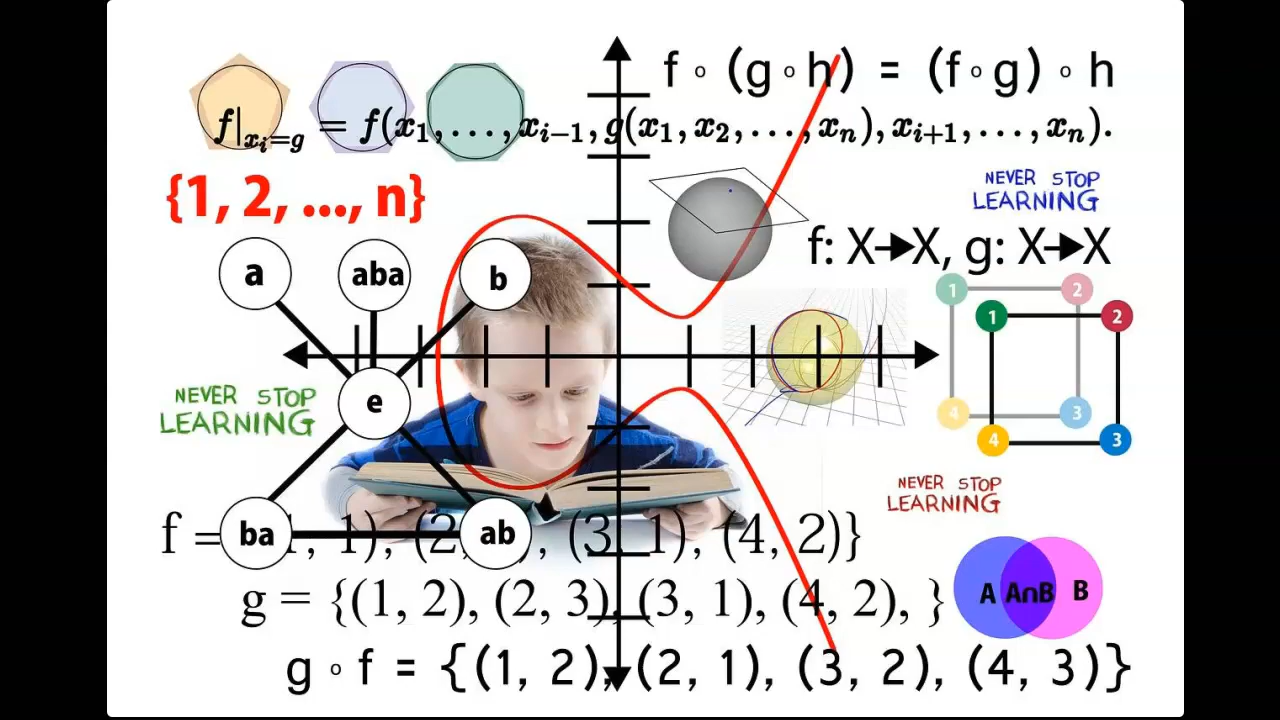 f ∘ (g ∘ h) = (f ∘ g) ∘ h
f|xᵢ=g = f(x₁, ..., xᵢ₋₁, g(x₁, x₂, ..., xₙ), xᵢ₊₁, ..., xₙ).
{1, 2, ..., n}
NEVER STOP
LEARNING
f: X→X, g: X→X
a
aba
b
1
2
1
2
e
NEVER STOP
LEARNING
4
3
4
3
NEVER STOP
LEARNING
ba
ab
f = 1, 1), (2, , (3, 1), (4, 2)}
g = {(1, 2), (2, 3), (3, 1), (4, 2), }
A
A∩B
B
g ∘ f = {(1, 2), (2, 1), (3, 2), (4, 3)}